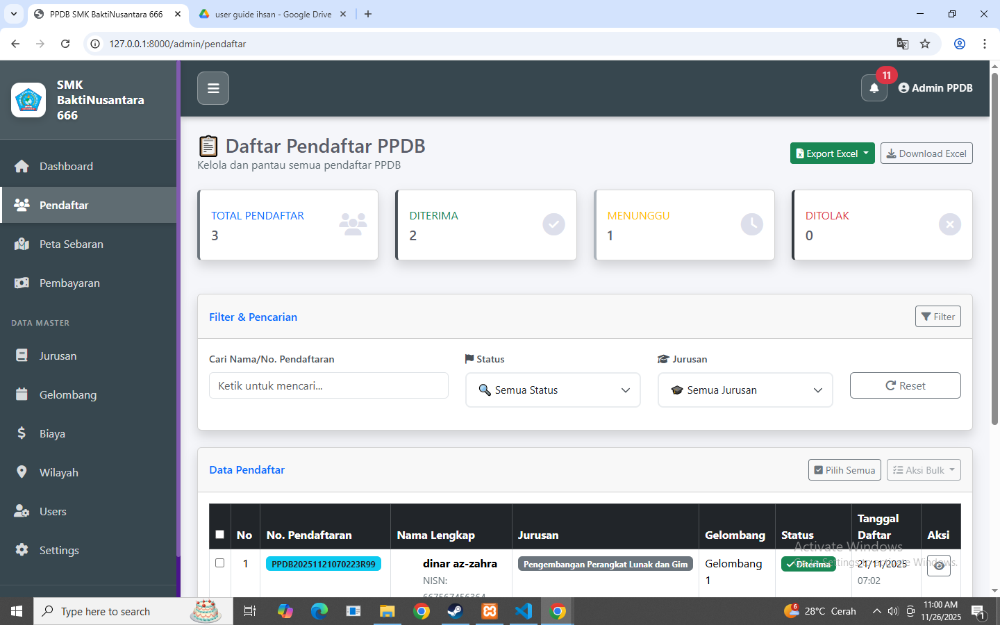 PPDB SMK BaktiNusantara 666
user guide ihsan - Google Drive
127.0.0.1:8000/admin/pendaftar
SMK
BaktiNusantara
666
11
Admin PPDB
Dashboard
Pendaftar
Peta Sebaran
Pembayaran
DATA MASTER
Jurusan
Gelombang
Biaya
Wilayah
Users
Settings
Daftar Pendaftar PPDB
Kelola dan pantau semua pendaftar PPDB
Export Excel
Download Excel
TOTAL PENDAFTAR
3
DITERIMA
2
MENUNGGU
1
DITOLAK
0
Filter & Pencarian
Filter
Cari Nama/No. Pendaftaran
Ketik untuk mencari...
Status
Semua Status
Jurusan
Semua Jurusan
Reset
Data Pendaftar
Pilih Semua
Aksi Bulk
No
No. Pendaftaran
Nama Lengkap
Jurusan
Gelombang
Status
Tanggal
Daftar
Aksi
1
PPDB20251121070223R99
dinar az-zahra
NISN:
667567456364
Pengembangan Perangkat Lunak dan Gim
Gelombang
1
Diterima
21/11/2025
07:02
Activate Windows
Go to Settings to activate Windows.
Type here to search
6
28°C Cerah
11:00 AM
11/26/2025
1